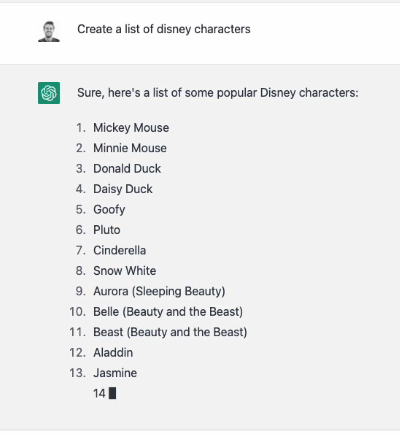 Create a list of disney characters
Sure, here's a list of some popular Disney characters:
1. Mickey Mouse
2. Minnie Mouse
3. Donald Duck
4. Daisy Duck
5. Goofy
6. Pluto
7. Cinderella
8. Snow White
9. Aurora (Sleeping Beauty)
10. Belle (Beauty and the Beast)
11. Beast (Beauty and the Beast)
12. Aladdin
13. Jasmine
14